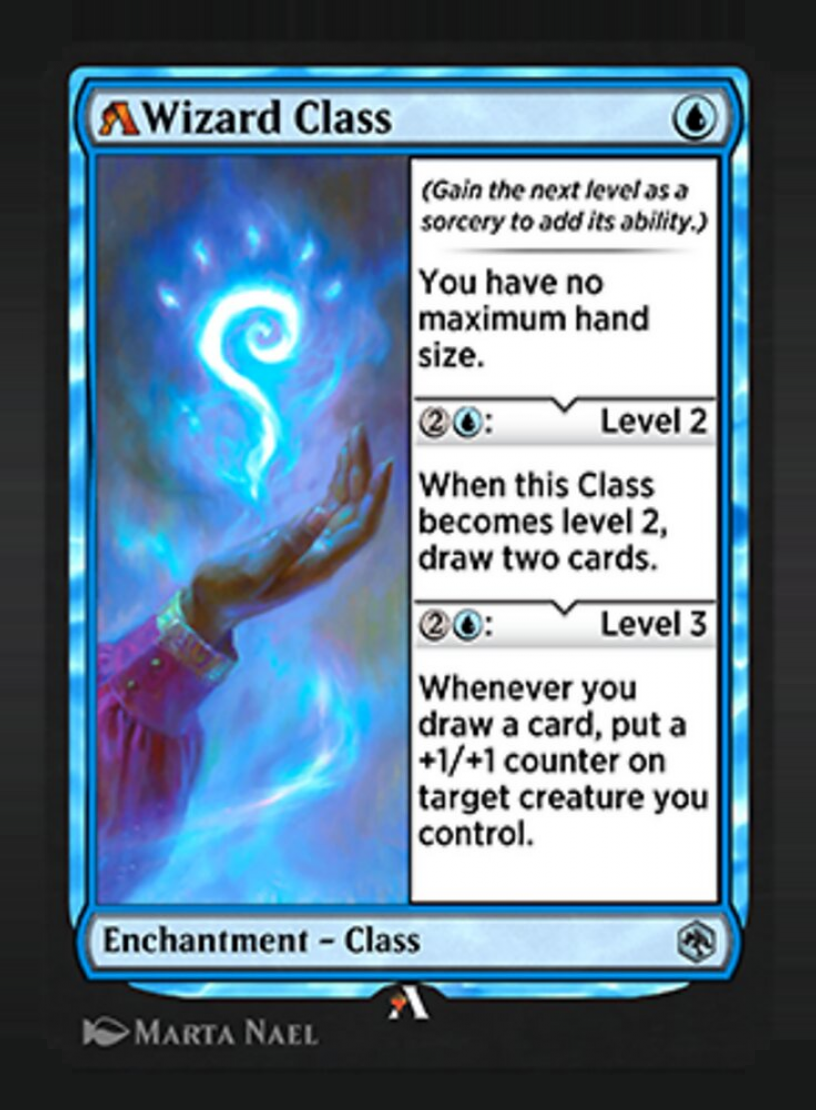 Wizard Class
(Gain the next level as a
sorcery to add its ability.)
You have no
maximum hand
size.
2 : Level 2
When this Class
becomes level 2,
draw two cards.
2 : Level 3
Whenever you
draw a card, put a
+1/+1 counter on
target creature you
control.
Enchantment – Class
MARTA NAEL